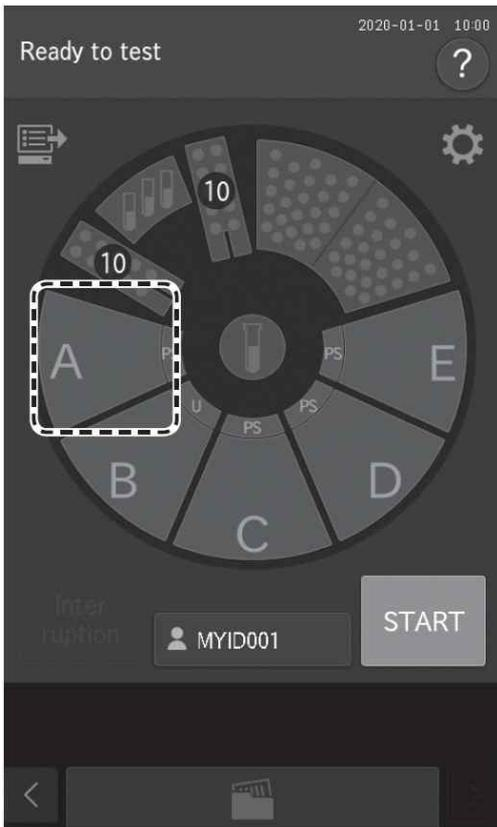 2020-01-01 10:00
Ready to test
?
10
10
A
PS
PS
E
U
PS
PS
B
D
C
Inter
ruption
MYID001
START